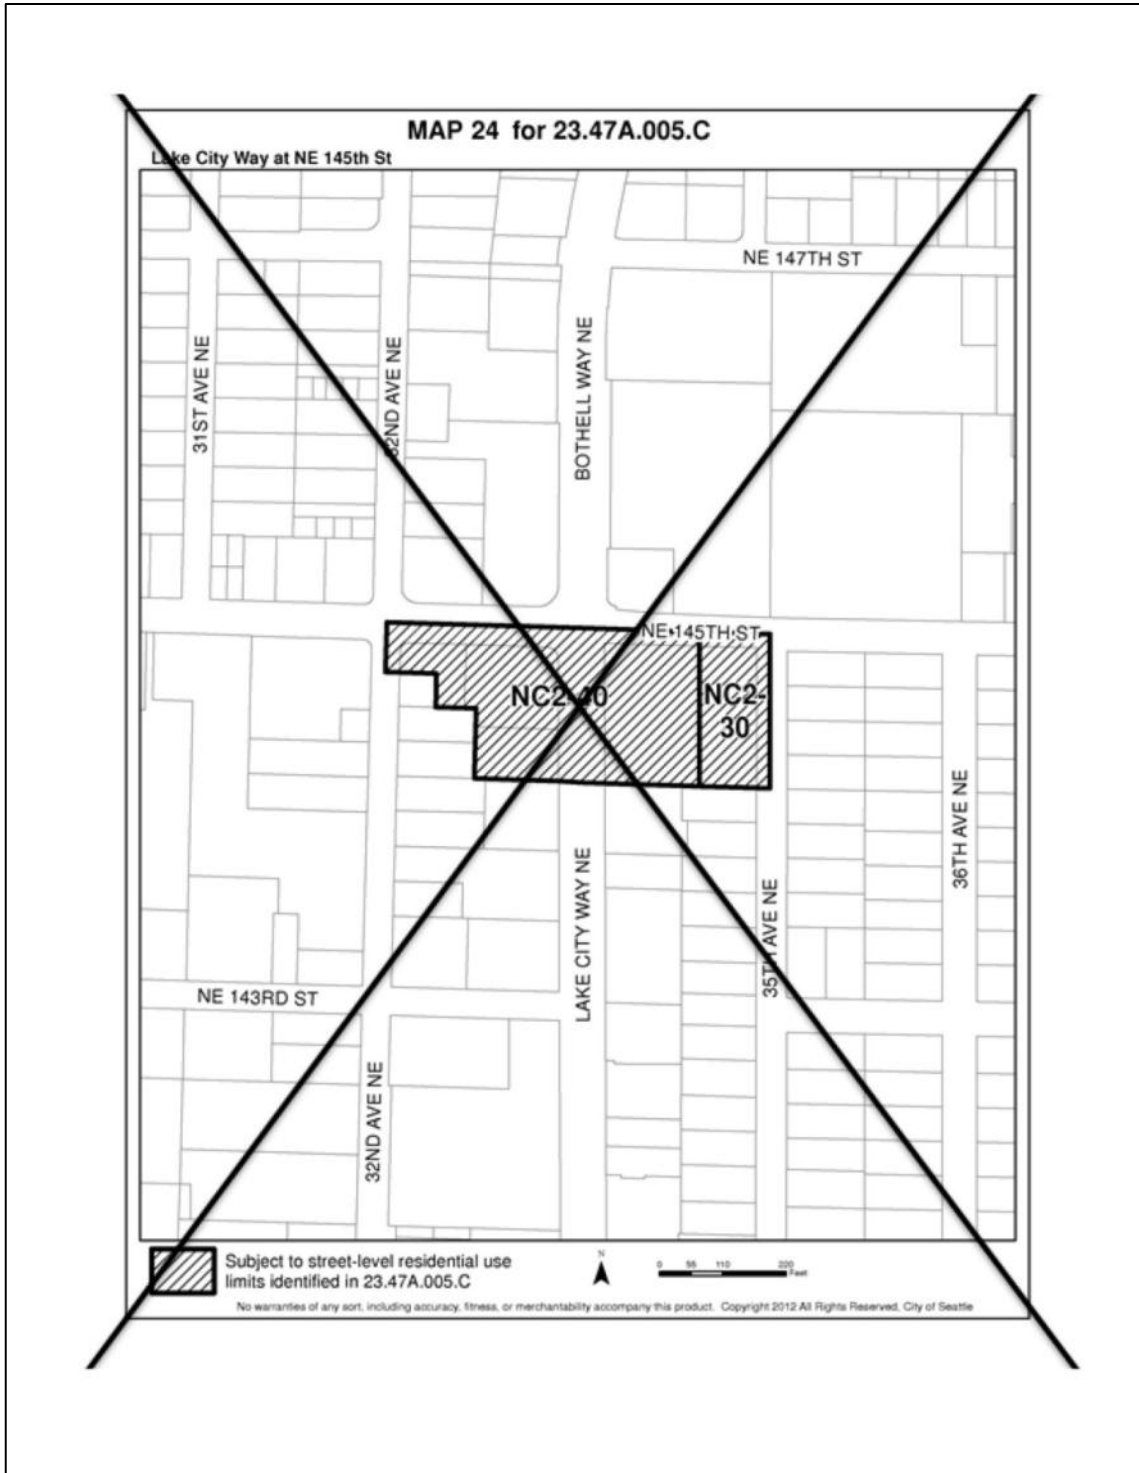 MAP 24 for 23.47A.005.C
Lake City Way at NE 145th St
NE 147TH ST
31ST AVE NE
32ND AVE NE
BOTHELL WAY NE
NE 145TH ST
NC2-40
NC2-
30
36TH AVE NE
LAKE CITY WAY NE
35TH AVE NE
NE 143RD ST
32ND AVE NE
Subject to street-level residential use
limits identified in 23.47A.005.C
N
0 55 110 220
Feet
No warranties of any sort, including accuracy, fitness, or merchantability accompany this product. Copyright 2012 All Rights Reserved, City of Seattle